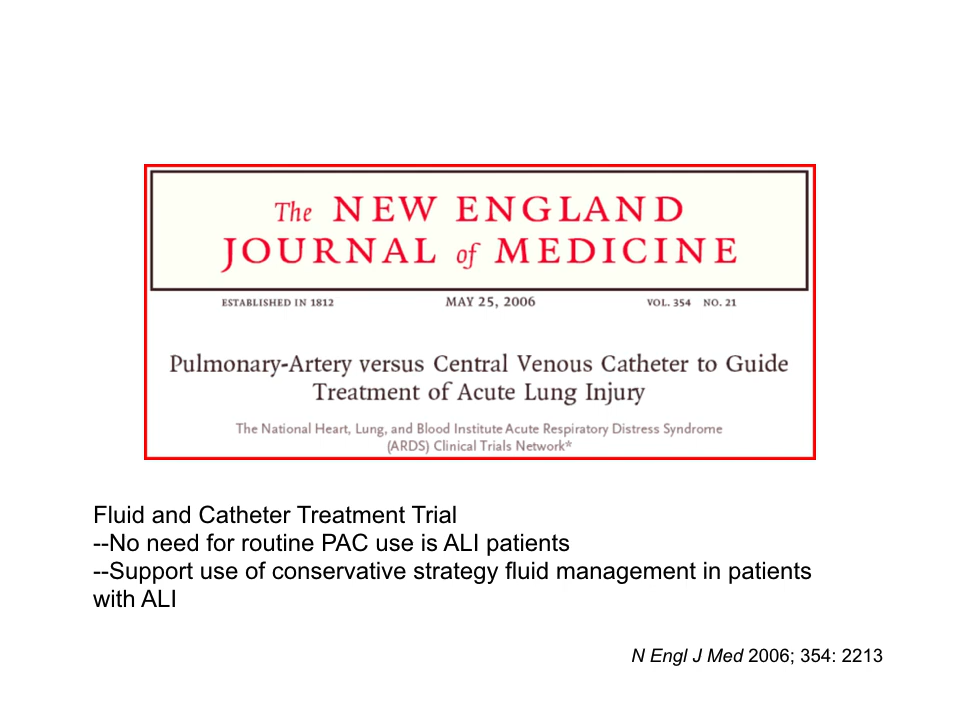 The NEW ENGLAND
JOURNAL of MEDICINE
ESTABLISHED IN 1812 MAY 25, 2006 VOL. 354 NO. 21
Pulmonary-Artery versus Central Venous Catheter to Guide
Treatment of Acute Lung Injury
The National Heart, Lung, and Blood Institute Acute Respiratory Distress Syndrome
(ARDS) Clinical Trials Network*
Fluid and Catheter Treatment Trial
--No need for routine PAC use is ALI patients
--Support use of conservative strategy fluid management in patients
with ALI
N Engl J Med 2006; 354: 2213